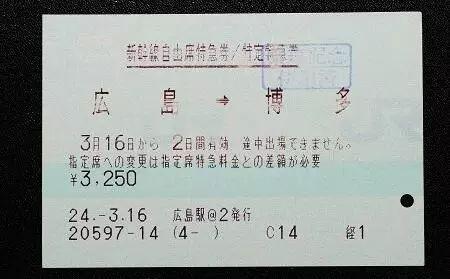 新幹線自由席特急券/特定特急券
広島 → 博多
3月16日から 2日間有効 途中出場できません。
指定席への変更は指定席特急料金との差額が必要
¥3,250
24.-3.16 広島駅@2発行
20597-14 (4- ) C14 経1
記念